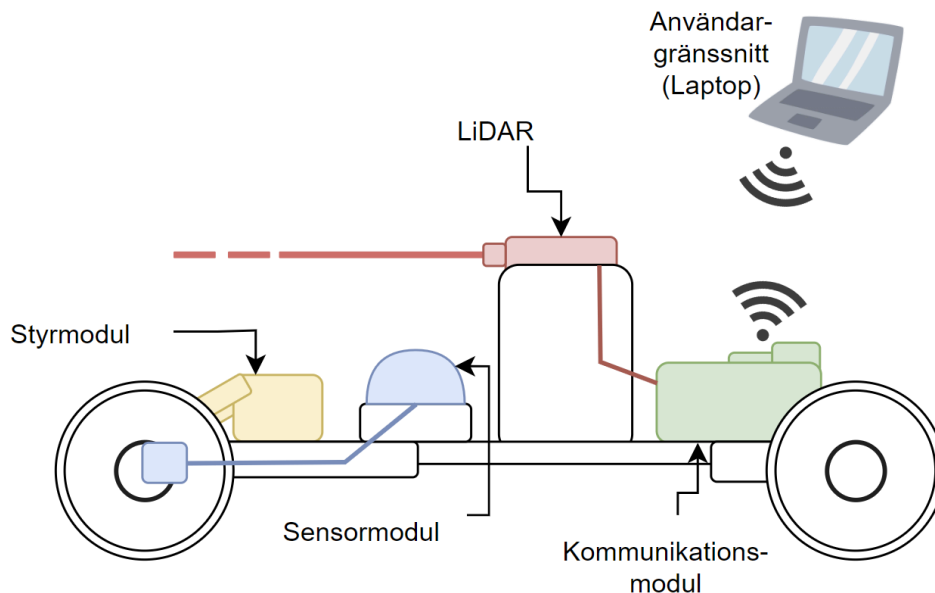 Användar-
gränssnitt
(Laptop)
LiDAR
Styrmodul
Sensormodul
Kommunikations-
modul